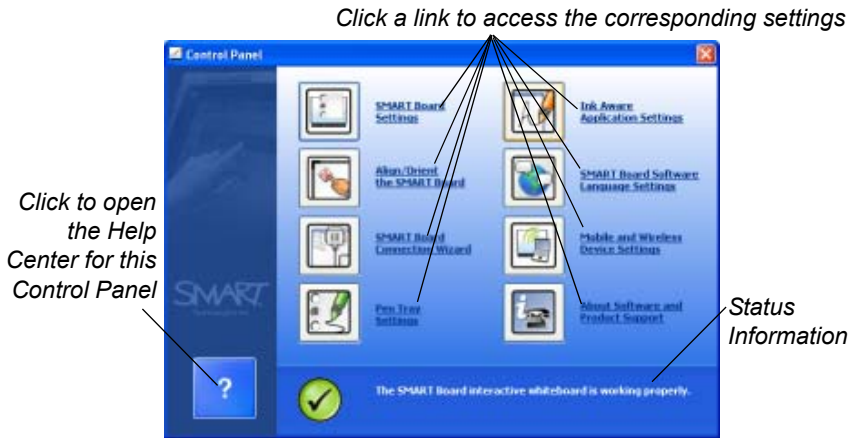 Click a link to access the corresponding settings
Control Panel
SMART Board
Settings
Ink Aware
Application Settings
Align/Orient
the SMART Board
SMART Board Software
Language Settings
Click to open
the Help
Center for this
Control Panel
SMART Board
Connection Wizard
Mobile and Wireless
Device Settings
SMART
Pen Tray
Settings
About Software and
Product Support
Status
Information
?
The SMART Board interactive whiteboard is working properly.